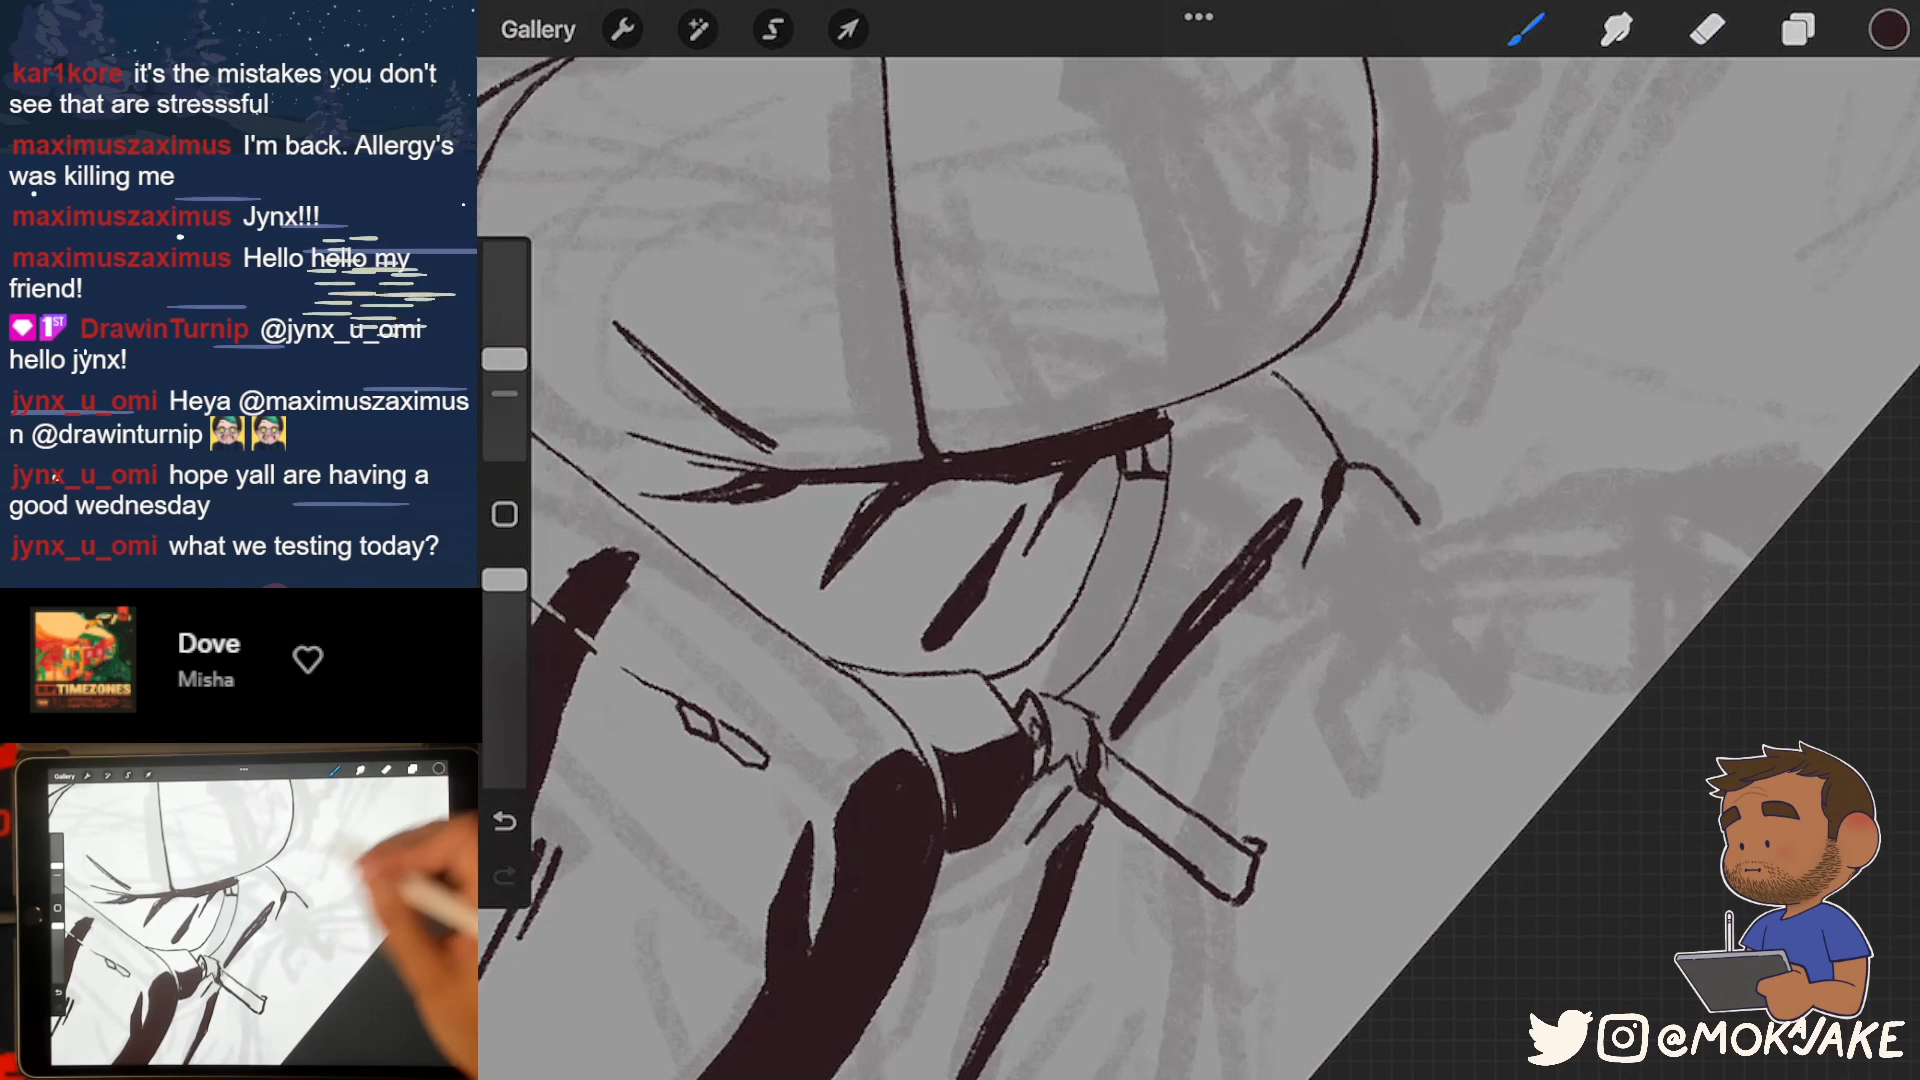 Gallery
kar1kore it's the mistakes you don't
see that are stresssful
maximuszaximus I'm back. Allergy's
was killing me
maximuszaximus Jynx!!!
maximuszaximus Hello hello my
friend!
1ST DrawinTurnip @jynx_u_omi
hello jynx!
jynx_u_omi Heya @maximuszaximus
n @drawinturnip
jynx_u_omi hope yall are having a
good wednesday
jynx_u_omi what we testing today?
Dove
Misha
TIMEZONES
Gallery
@MOKAJAKE